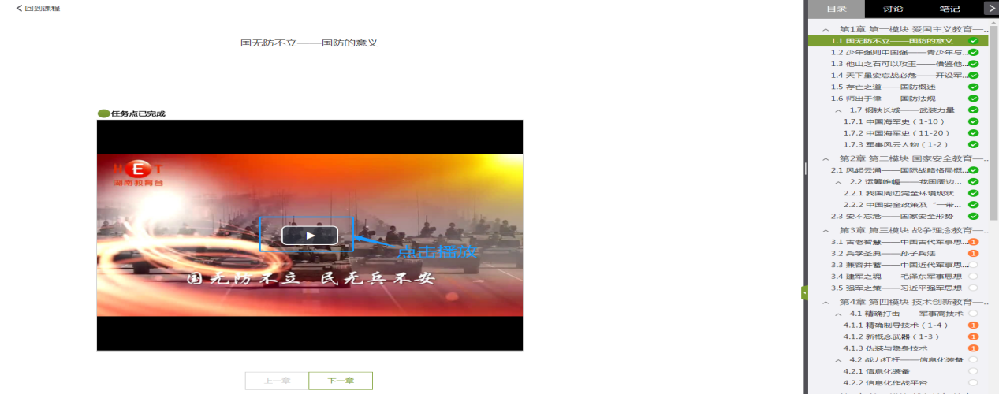 回到课程
国无防不立——国防的意义
任务点已完成
HET
湖南教育台
点击播放
国无防不立 民无兵不安
上一章
下一章
目录 讨论 笔记
第1章 第一模块 爱国主义教育—...
1.1 国无防不立——国防的意义
1.2 少年强则中国强——青少年与...
1.3 他山之石可以攻玉——借鉴他...
1.4 天下虽安忘战必危——开设军...
1.5 存亡之道——国防概述
1.6 师出于律——国防法规
1.7 钢铁长城——武装力量
1.7.1 中国海军史（1-10）
1.7.2 中国海军史（11-20）
1.7.3 军事风云人物（1-2）
第2章 第二模块 国家安全教育—...
2.1 风起云涌——国际战略格局概...
2.2 运筹帷幄——我国周边...
2.2.1 我国周边安全环境现状
2.2.2 中国安全政策及“一带...
2.3 安不忘危——国家安全形势
第3章 第三模块 战争理念教育—...
3.1 古老智慧——中国古代军事思... 1
3.2 兵学圣典——孙子兵法 1
3.3 兼容并蓄——中国近代军事思...
3.4 建军之魂——毛泽东军事思想
3.5 强军之策——习近平强军思想
第4章 第四模块 技术创新教育—...
4.1 精确打击——军事高技术
4.1.1 精确制导技术（1-4） 1
4.1.2 新概念武器（1-3） 1
4.1.3 伪装与隐身技术 1
4.2 战力杠杆——信息化装备
4.2.1 信息化装备
4.2.2 信息化作战平台